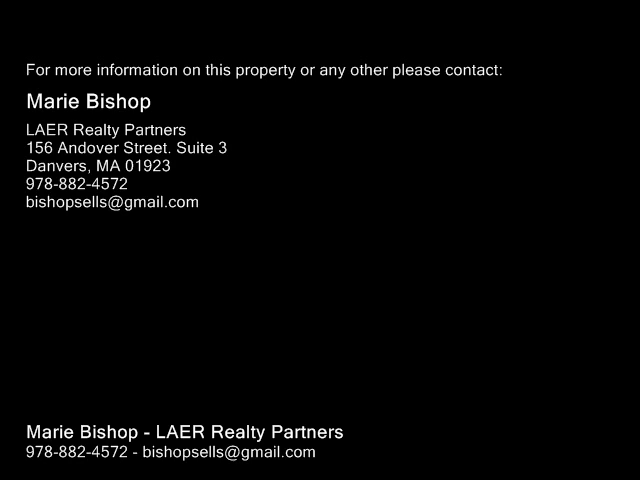 For more information on this property or any other please contact:
Marie Bishop
LAER Realty Partners
156 Andover Street. Suite 3
Danvers, MA 01923
978-882-4572
bishopsells@gmail.com
Marie Bishop - LAER Realty Partners
978-882-4572 - bishopsells@gmail.com